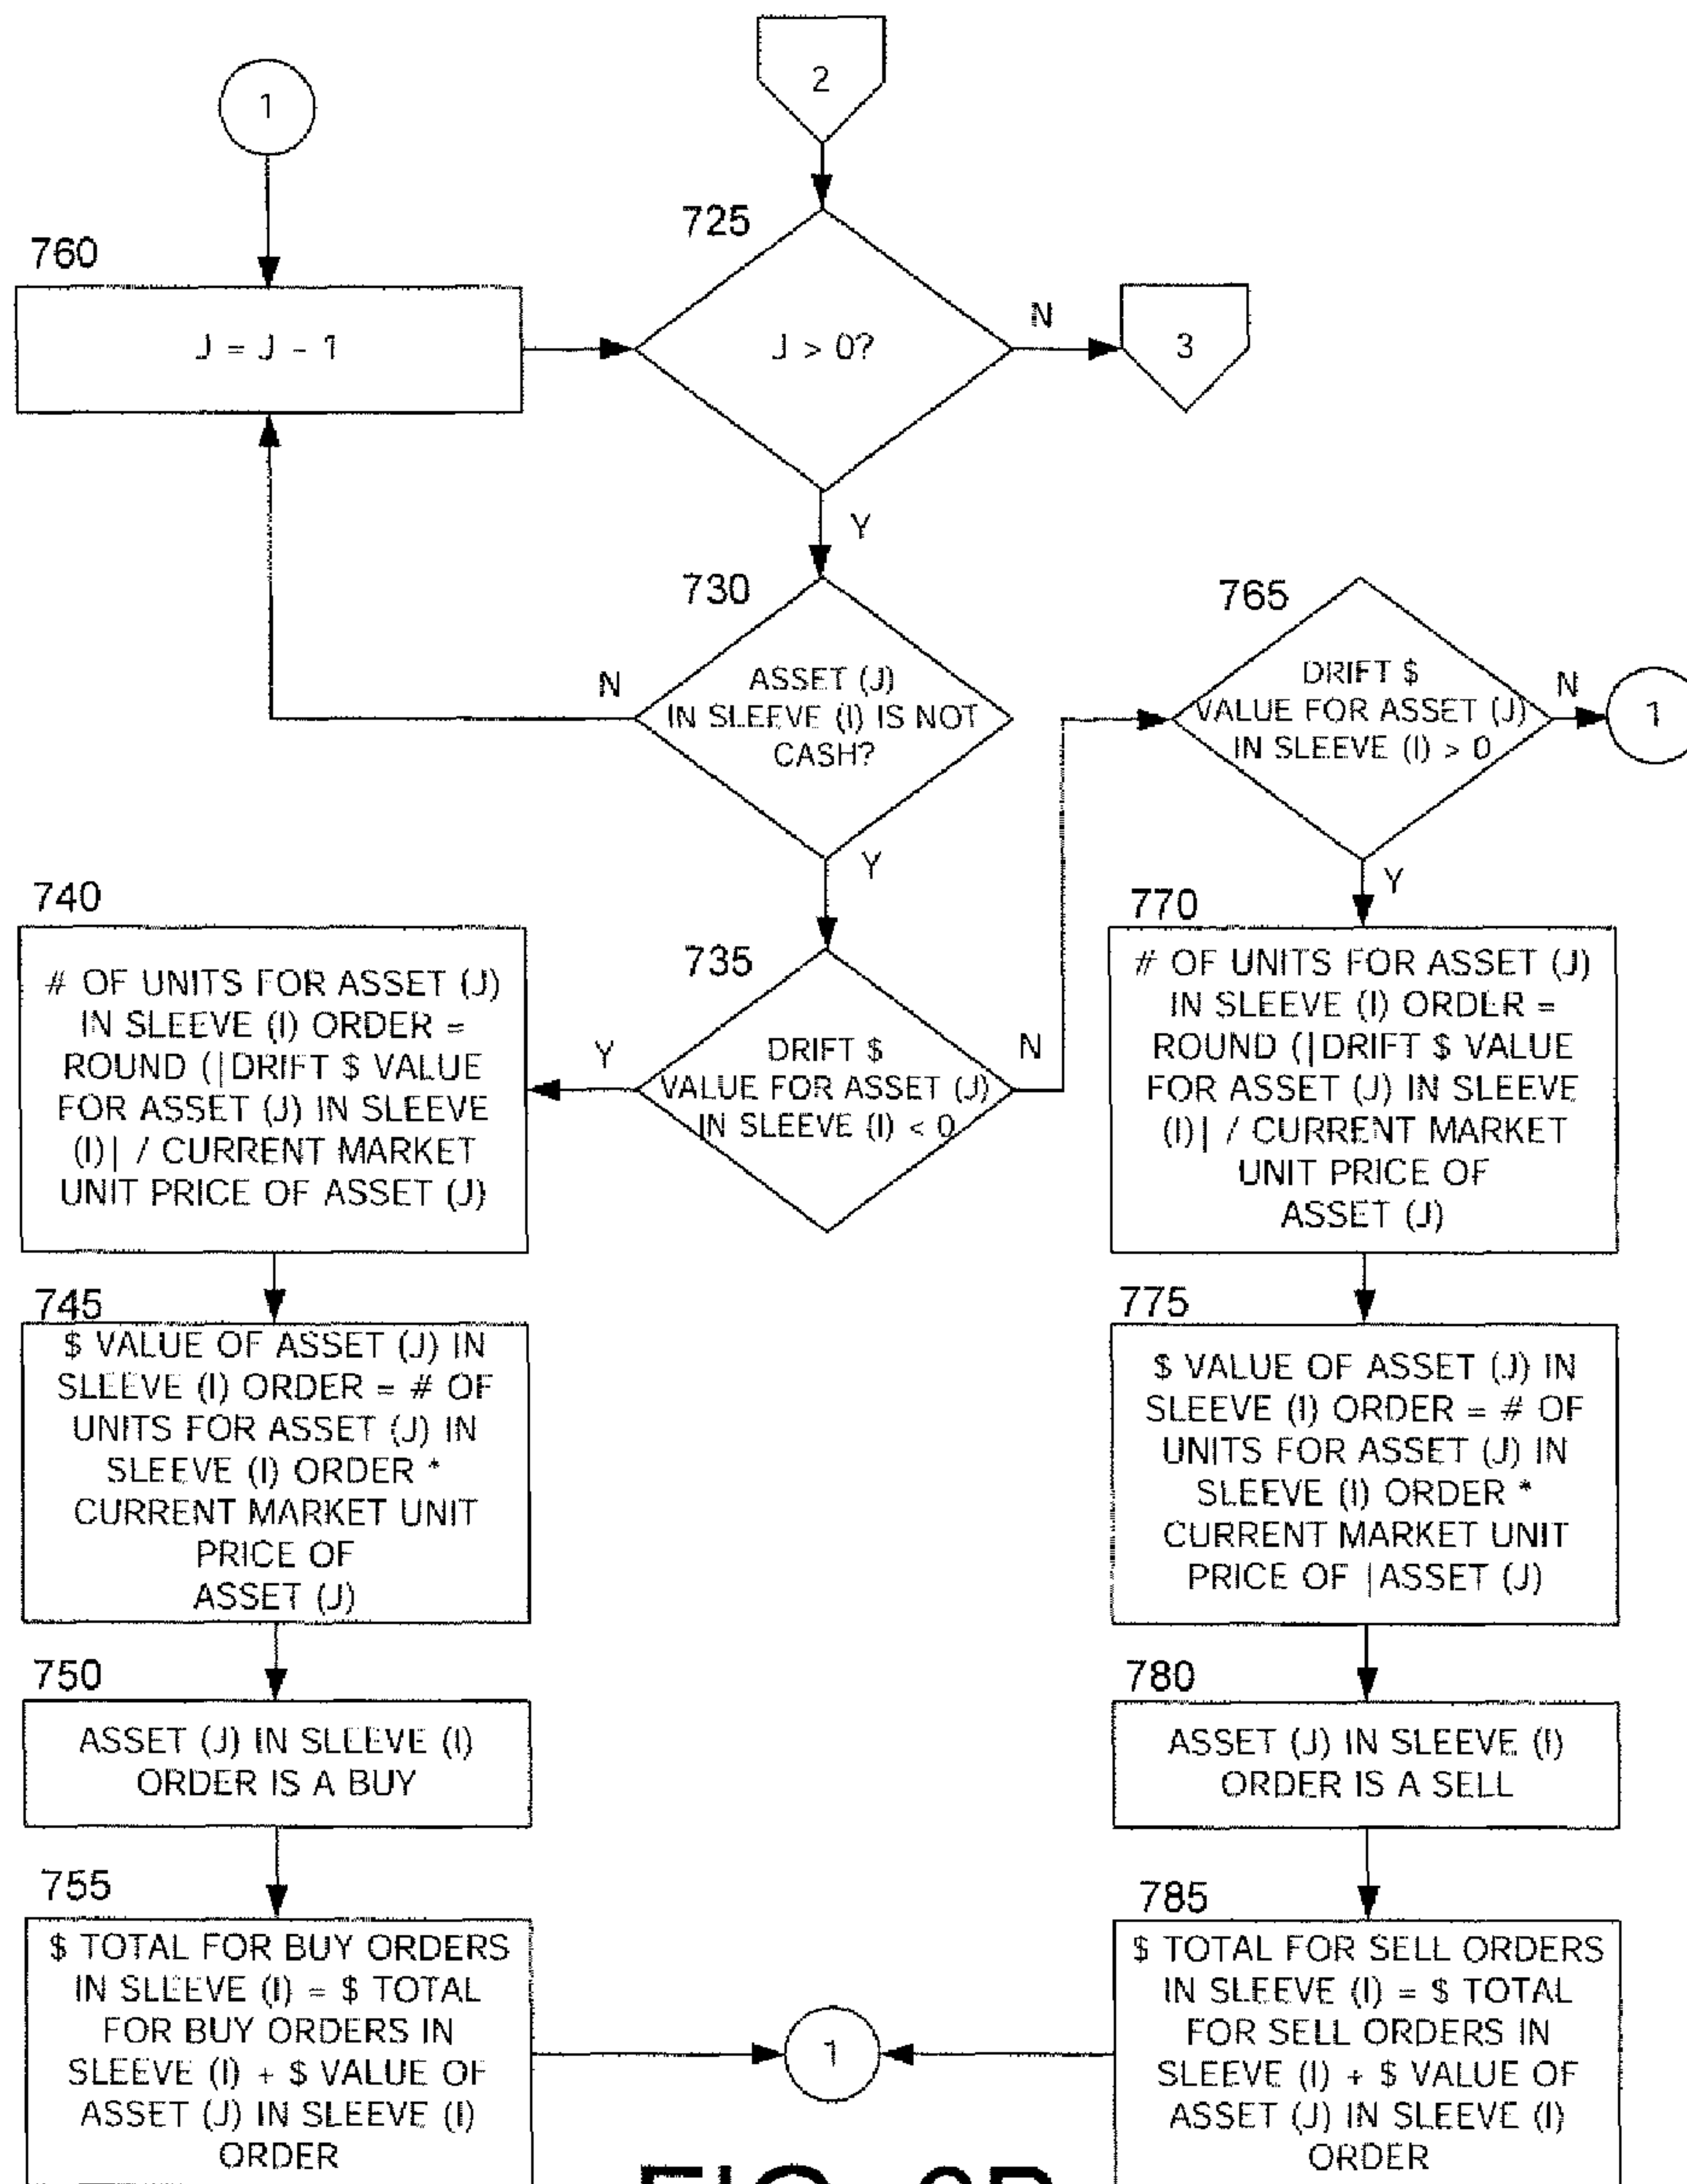 1
2
725
760
J = J - 1
J > 0?
N
3
Y
730
765
N
ASSET (J)
IN SLEEVE (I) IS NOT
CASH?
DRIFT $
VALUE FOR ASSET (J)
IN SLEEVE (I) > 0
N
1
Y
Y
740
735
770
# OF UNITS FOR ASSET (J)
IN SLEEVE (I) ORDER =
ROUND (|DRIFT $ VALUE
FOR ASSET (J) IN SLEEVE
(I)| / CURRENT MARKET
UNIT PRICE OF ASSET (J)
Y
DRIFT $
VALUE FOR ASSET (J)
IN SLEEVE (I) < 0
N
# OF UNITS FOR ASSET (J)
IN SLEEVE (I) ORDER =
ROUND (|DRIFT $ VALUE
FOR ASSET (J) IN SLEEVE
(I)| / CURRENT MARKET
UNIT PRICE OF
ASSET (J)
745
775
$ VALUE OF ASSET (J) IN
SLEEVE (I) ORDER = # OF
UNITS FOR ASSET (J) IN
SLEEVE (I) ORDER *
CURRENT MARKET UNIT
PRICE OF
ASSET (J)
$ VALUE OF ASSET (J) IN
SLEEVE (I) ORDER = # OF
UNITS FOR ASSET (J) IN
SLEEVE (I) ORDER *
CURRENT MARKET UNIT
PRICE OF |ASSET (J)
750
780
ASSET (J) IN SLEEVE (I)
ORDER IS A BUY
ASSET (J) IN SLEEVE (I)
ORDER IS A SELL
755
785
$ TOTAL FOR BUY ORDERS
IN SLEEVE (I) = $ TOTAL
FOR BUY ORDERS IN
SLEEVE (I) + $ VALUE OF
ASSET (J) IN SLEEVE (I)
ORDER
1
$ TOTAL FOR SELL ORDERS
IN SLEEVE (I) = $ TOTAL
FOR SELL ORDERS IN
SLEEVE (I) + $ VALUE OF
ASSET (J) IN SLEEVE (I)
ORDER